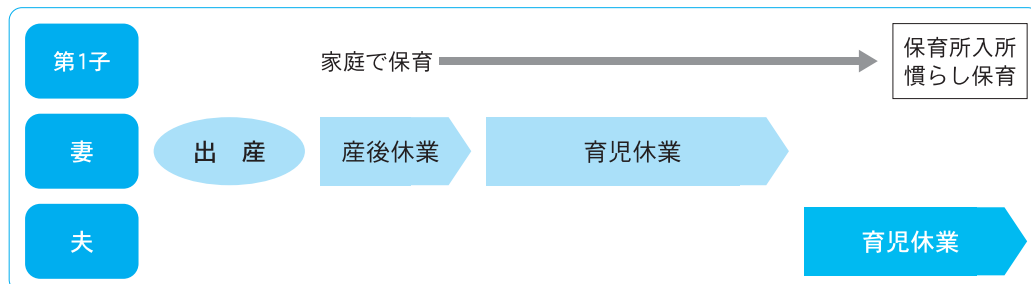 第1子
家庭で保育
保育所入所
慣らし保育
妻
出 産
産後休業
育児休業
夫
育児休業